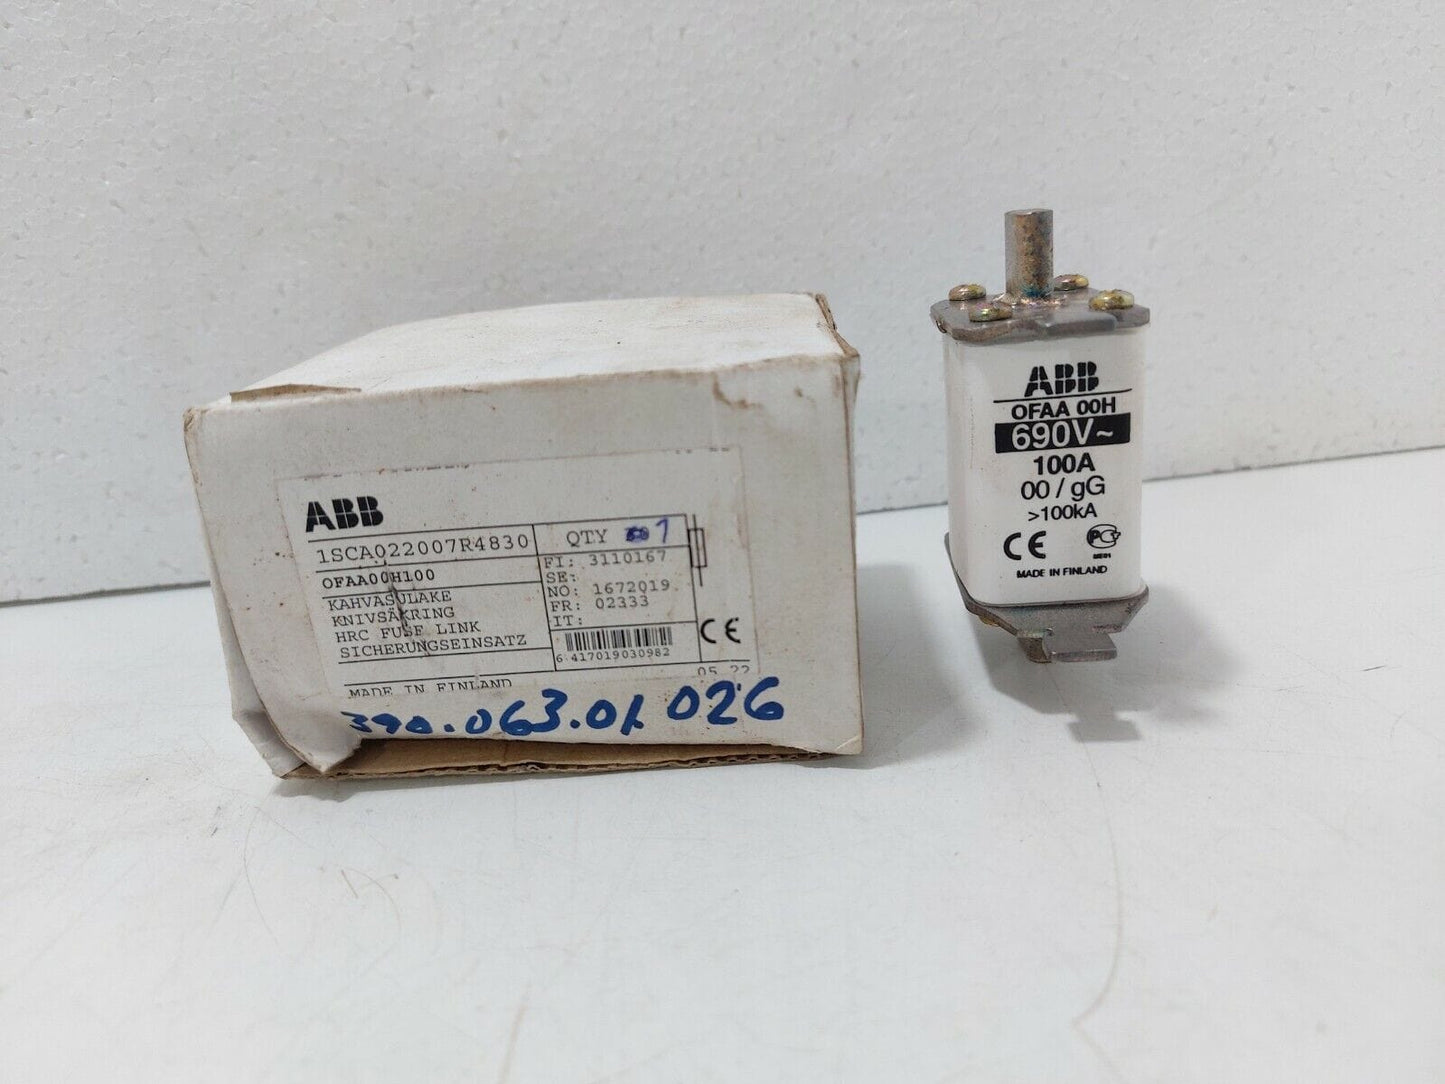 ABB
1SCA022007R4830
QTY 1
OFAA00H100
KAHVASULAKE
KNIVSÄKRING
HRC FUSE LINK
SICHERUNGSEINSATZ
FI: 3110167
SE:
NO: 1672019
FR: 02333
IT:
6 417019030982
CE
MADE IN FINLAND
05 22
390.063.01.026
ABB
OFAA 00H
690V~
100A
00 / gG
>100kA
CE
ME01
MADE IN FINLAND